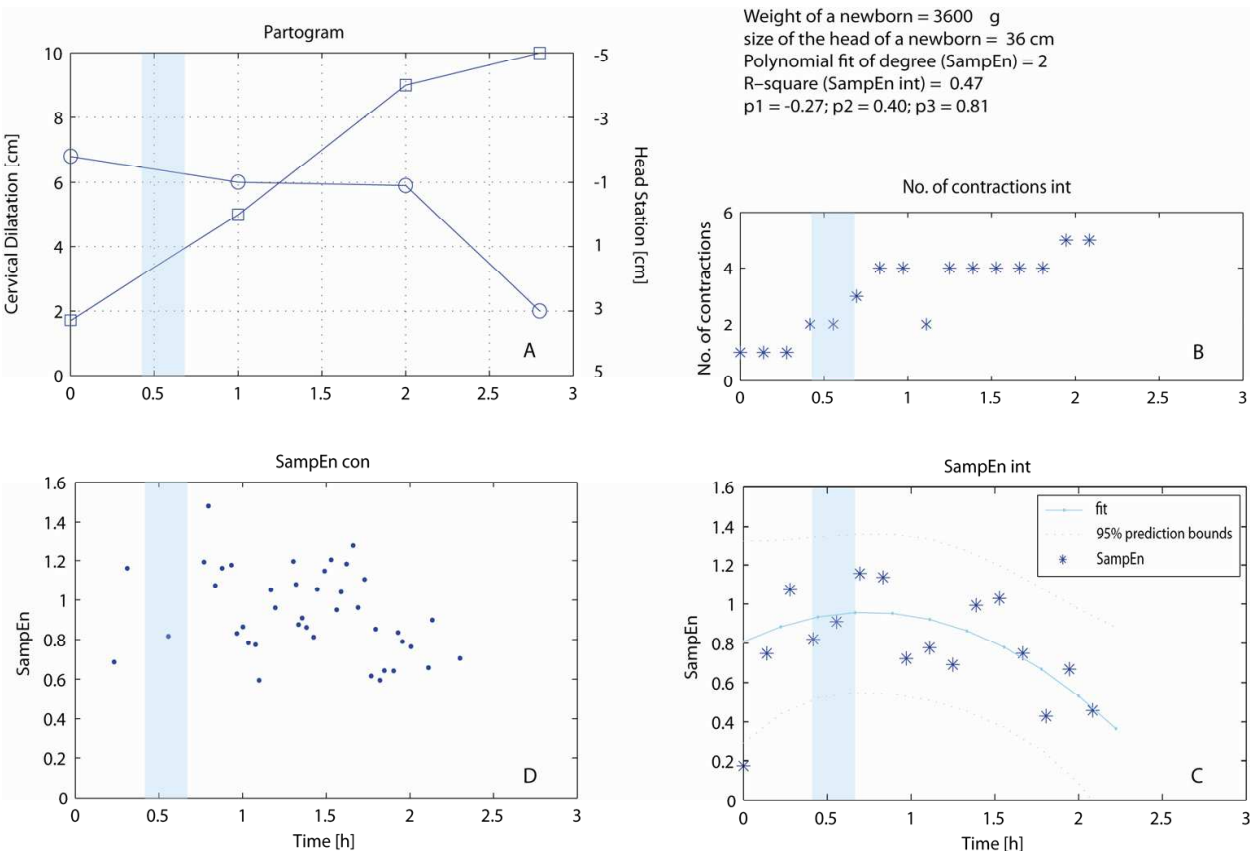 Weight of a newborn = 3600 g
size of the head of a newborn = 36 cm
Polynomial fit of degree (SampEn) = 2
R–square (SampEn int) = 0.47
p1 = -0.27; p2 = 0.40; p3 = 0.81
Partogram
Cervical Dilatation [cm]
10
8
6
4
2
0
0 0.5 1 2 2.5 3
-5
-3
-1
1
3
5
Head Station [cm]
A
No. of contractions int
No. of contractions
6
4
2
0
0 0.5 1 1.5 2 2.5 3
B
SampEn con
SampEn
1.6
1.4
1.2
1
0.8
0.6
0.4
0.2
0
0 0.5 1 1.5 2 2.5 3
Time [h]
D
SampEn int
SampEn
1.6
1.4
1.2
1
0.8
0.6
0.4
0.2
0
0 0.5 1 1.5 2 2.5 3
Time [h]
fit
95% prediction bounds
SampEn
C